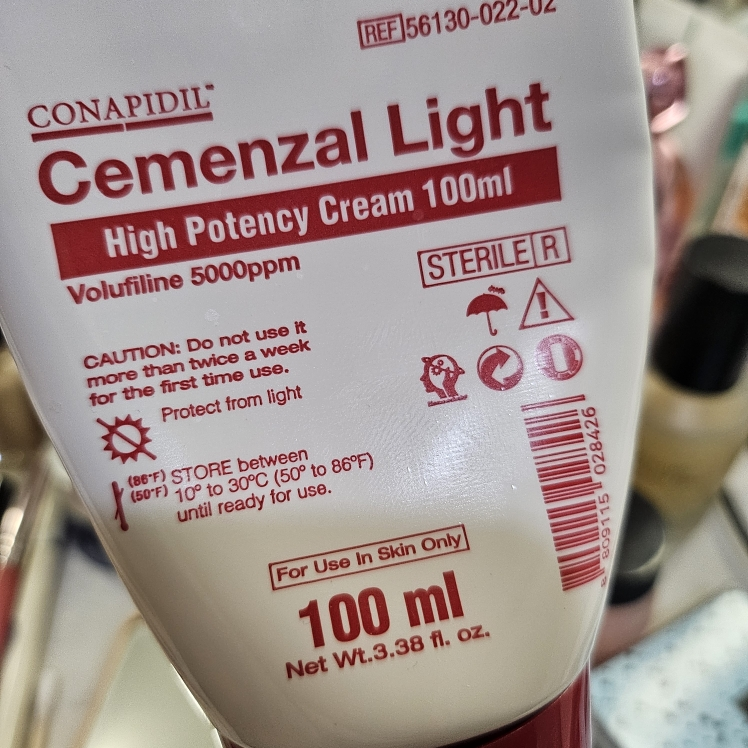 REF 56130-022-02
CONAPIDIL™
Cemenzal Light
High Potency Cream 100ml
Volufiline 5000ppm
STERILE R
CAUTION: Do not use it
more than twice a week
for the first time use.
Protect from light
(86°F) STORE between
(50°F) 10° to 30°C (50° to 86°F)
until ready for use.
8 809115 028426
For Use In Skin Only
100 ml
Net Wt.3.38 fl. oz.